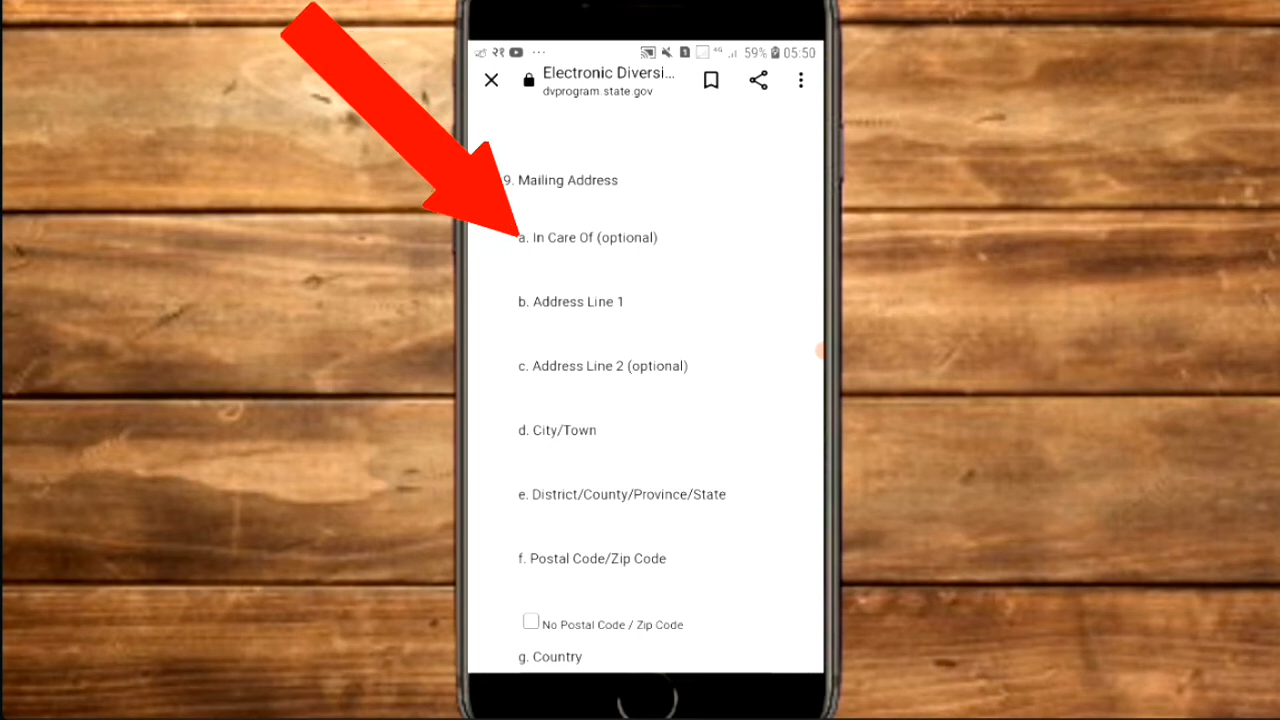 २१ ... 4G 59% 05:50
Electronic Diversi...
dvprogram.state.gov
9. Mailing Address
a. In Care Of (optional)
b. Address Line 1
c. Address Line 2 (optional)
d. City/Town
e. District/County/Province/State
f. Postal Code/Zip Code
No Postal Code / Zip Code
g. Country